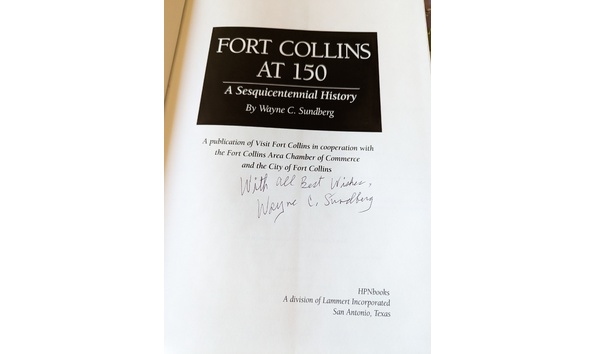 FORT COLLINS
AT 150
A Sesquicentennial History
By Wayne C. Sundberg
A publication of Visit Fort Collins in cooperation with
the Fort Collins Area Chamber of Commerce
and the City of Fort Collins
With all Best Wishes,
Wayne C. Sundberg
HPNbooks
A division of Lammert Incorporated
San Antonio, Texas